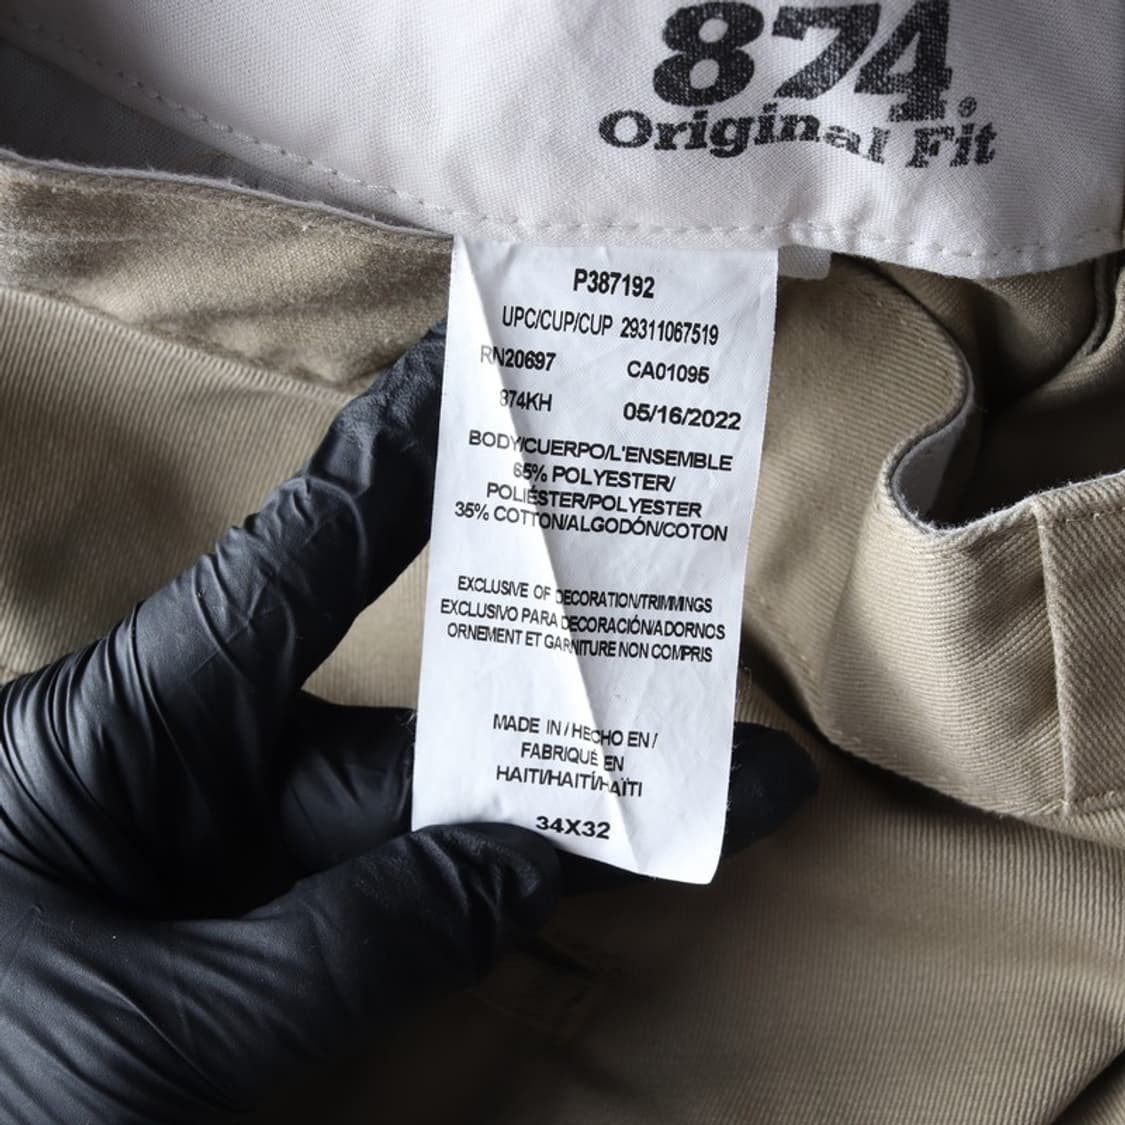 874®
Original Fit
P387192
UPC/CUP/CUP 29311067519
RN20697 CA01095
874KH 05/16/2022
BODY/CUERPO/L'ENSEMBLE
65% POLYESTER/
POLIÉSTER/POLYESTER
35% COTTON/ALGODÓN/COTON
EXCLUSIVE OF DECORATION/TRIMMINGS
EXCLUSIVO PARA DECORACIÓN/ADORNOS
ORNEMENT ET GARNITURE NON COMPRIS
MADE IN / HECHO EN /
FABRIQUÉ EN
HAITI/HAITÍ/HAÏTI
34X32